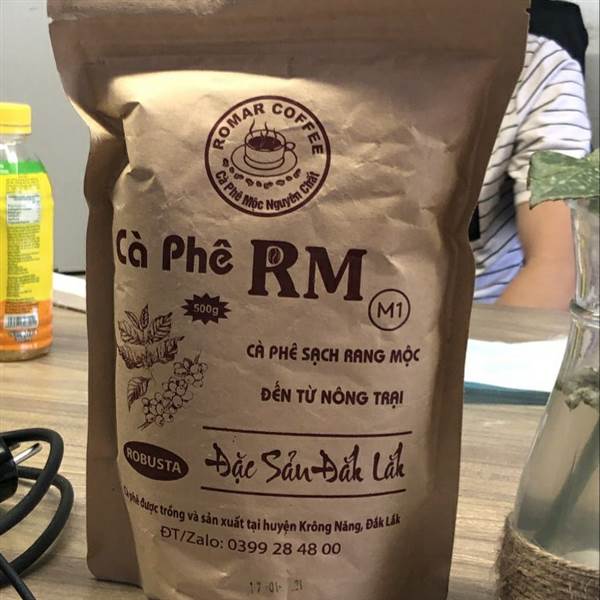 ROMAR COFFEE
Cà Phê Mộc Nguyên Chất
Cà Phê RM
500g
M1
CÀ PHÊ SẠCH RANG MỘC
ĐẾN TỪ NÔNG TRẠI
ROBUSTA
Đặc Sản Đắk Lắk
Cà phê được trồng và sản xuất tại huyện Krông Năng, Đắk Lắk
ĐT/Zalo: 0399 28 48 00